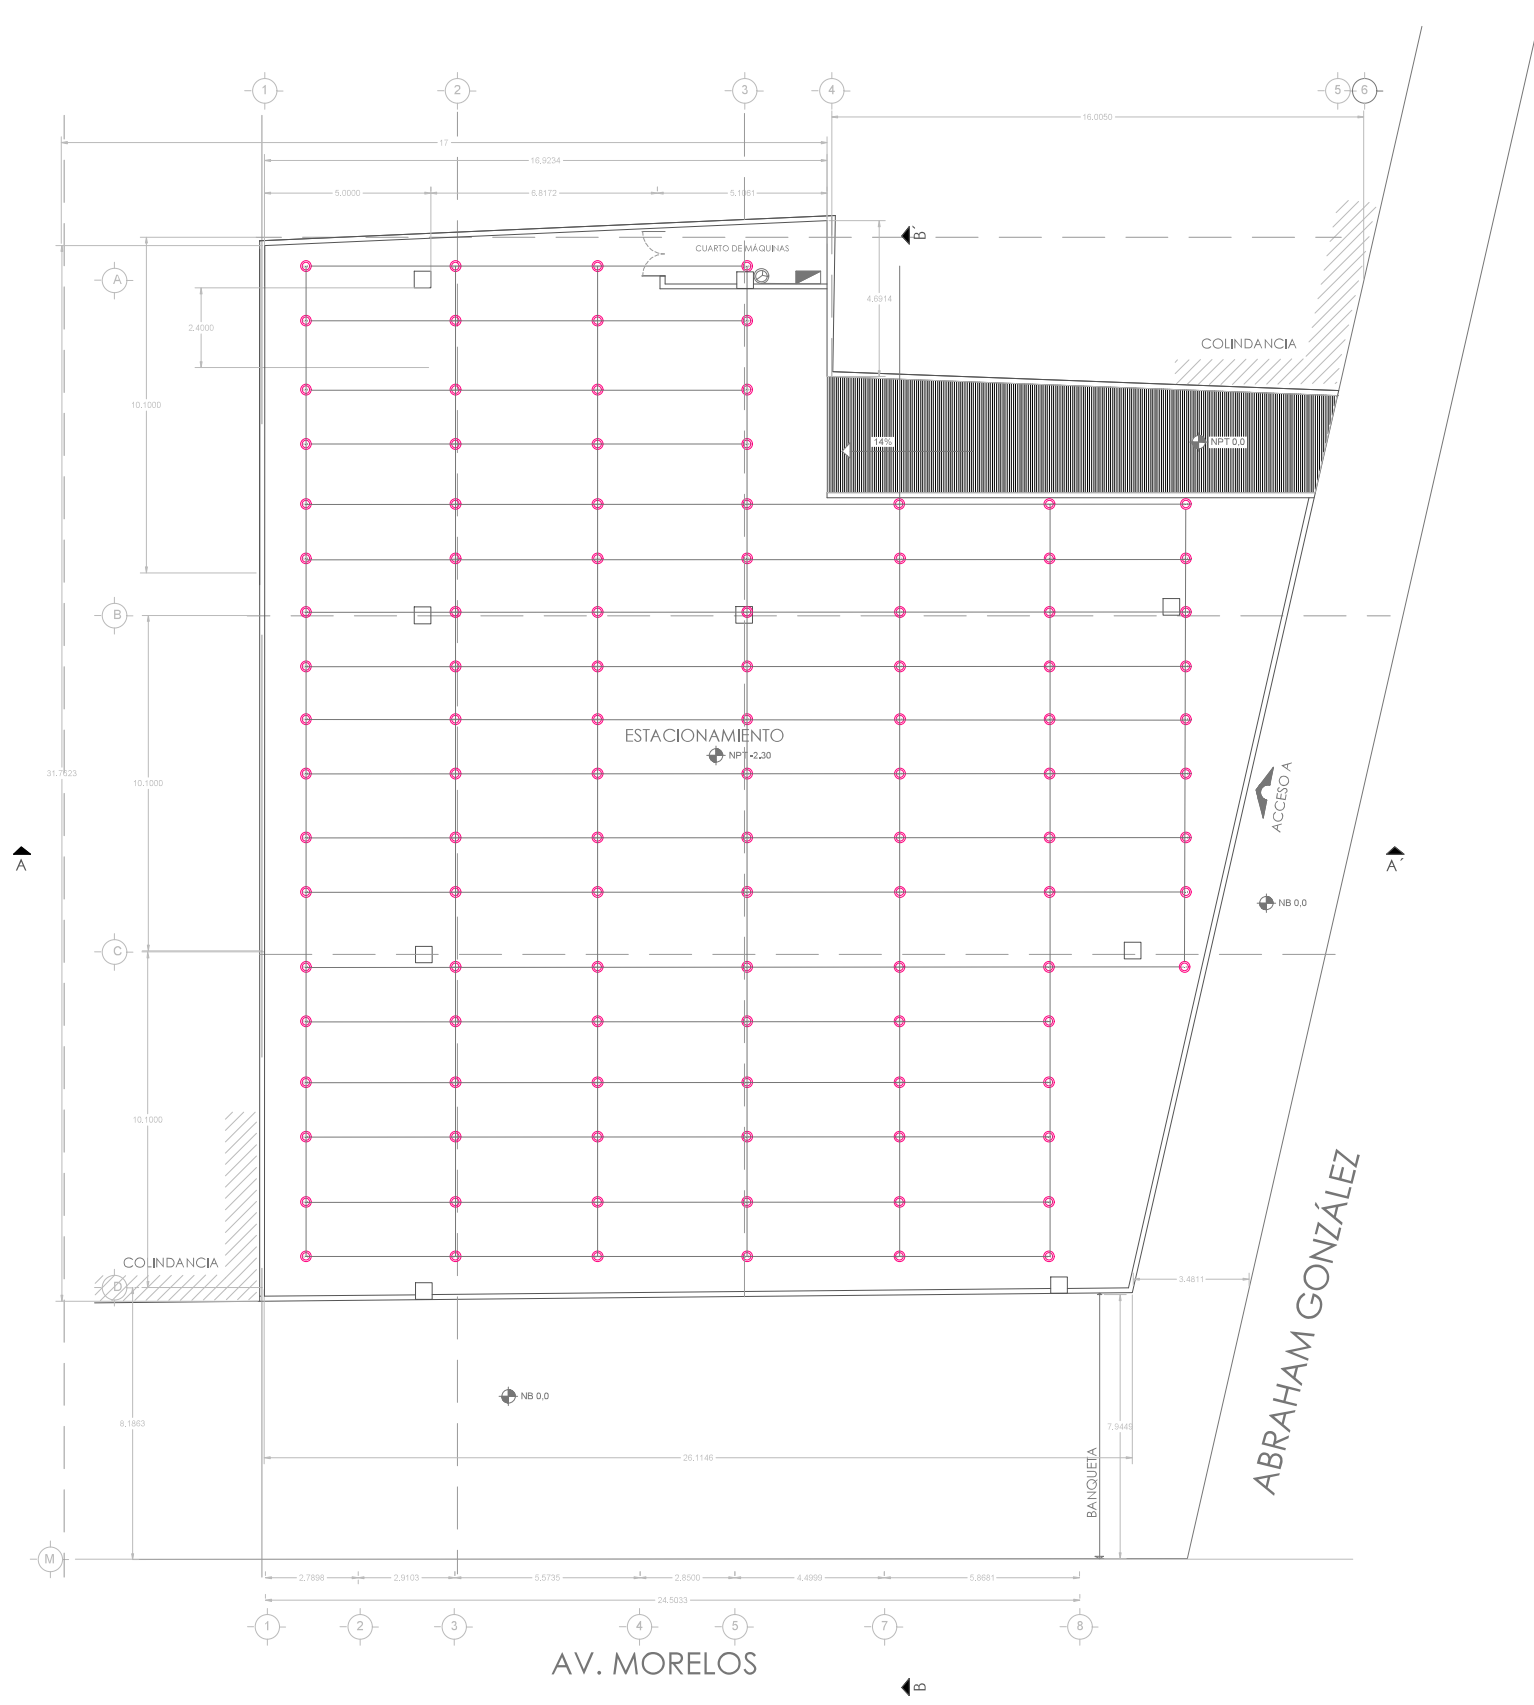 1
2
3
4
5
6
16.0050
17
16.9234
5.0000
6.8172
5.1061
B´
CUARTO DE MÁQUINAS
A
4.6914
2.4000
COLINDANCIA
10.1000
14%
NPT 0,0
B
ESTACIONAMIENTO
NPT -2.30
31.7623
10.1000
ACCESO A
A
A´
NB 0,0
C
10.1000
ABRAHAM GONZÁLEZ
COLINDANCIA
D
3.4811
NB 0,0
8.1863
7.9449
26.1146
BANQUETA
M
2.7898
2.9103
5.5735
2.8500
4.4999
5.8681
24.5033
1
2
3
4
5
7
8
AV. MORELOS
B